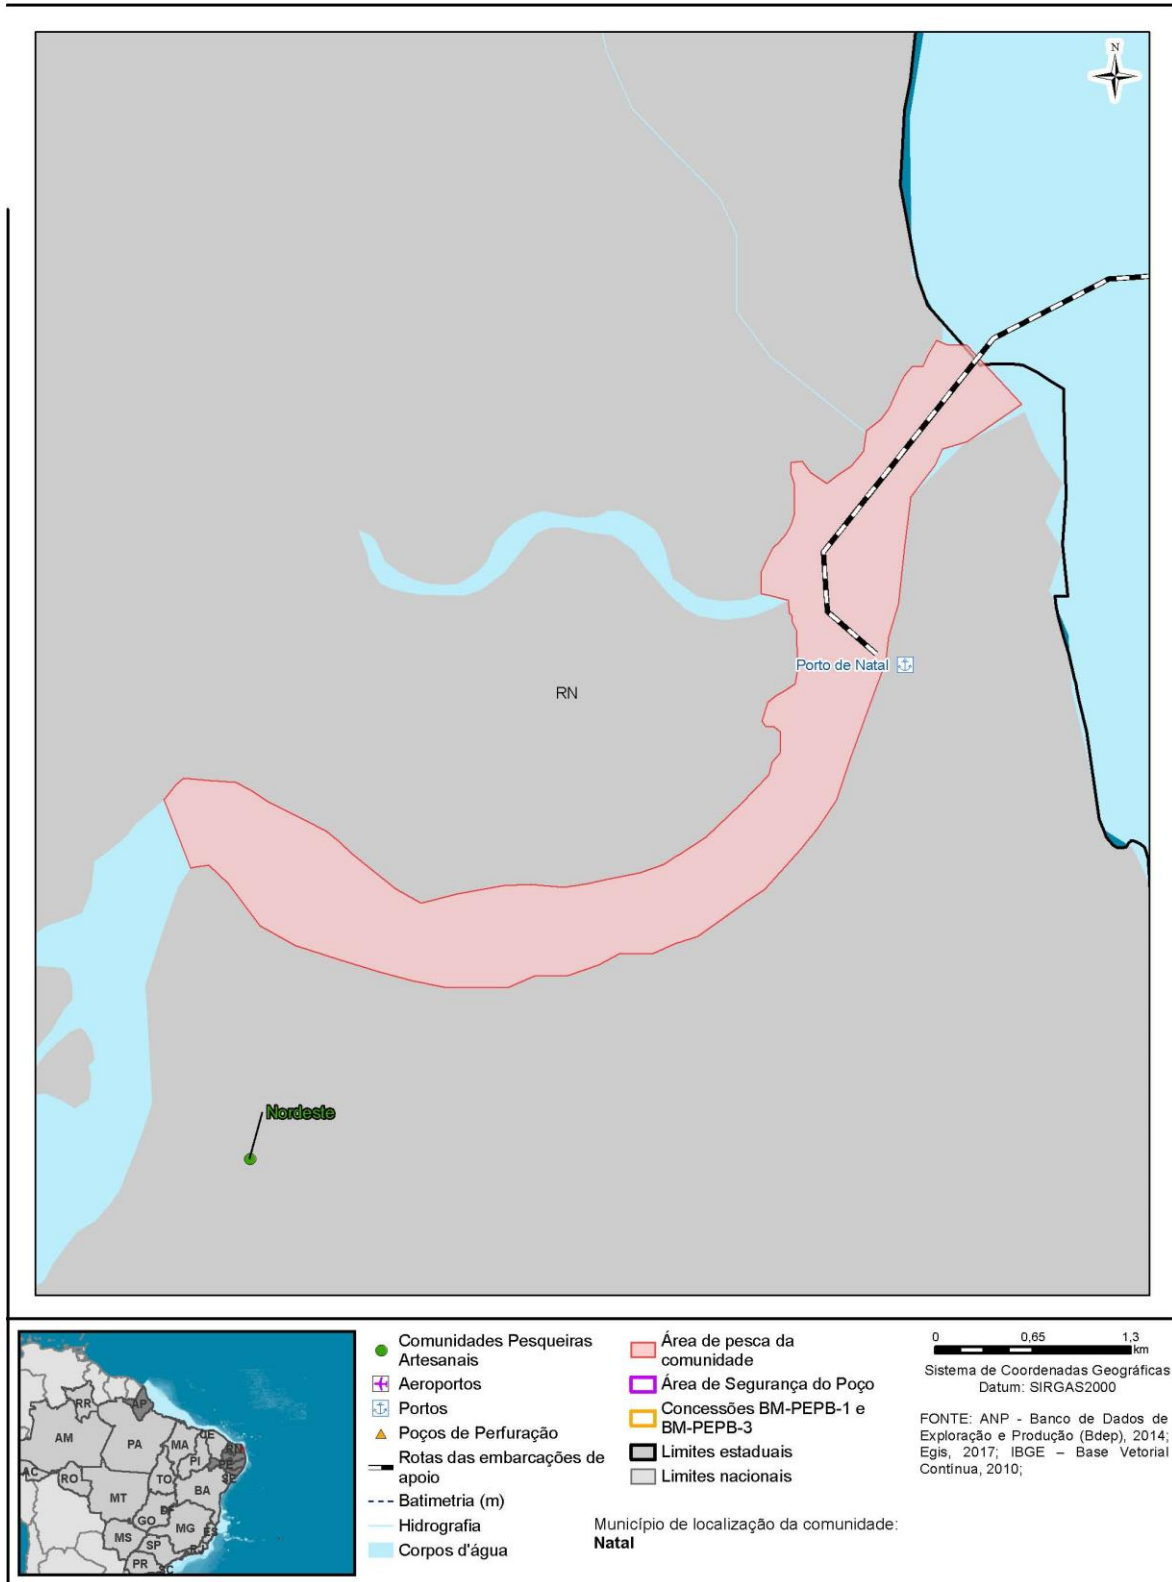 N
RN
Porto de Natal
Nordeste
RR
AP
AM
PA
MA
CE
RN
PI
PE
AC
RO
TO
SE
MT
BA
DF
GO
MG
ES
MS
SP
RJ
PR
SC
Comunidades Pesqueiras
Artesanais
Aeroportos
Portos
Poços de Perfuração
Rotas das embarcações de
apoio
Batimetria (m)
Hidrografia
Corpos d'água
Área de pesca da
comunidade
Área de Segurança do Poço
Concessões BM-PEPB-1 e
BM-PEPB-3
Limites estaduais
Limites nacionais
Município de localização da comunidade:
Natal
0 0,65 1,3
km
Sistema de Coordenadas Geográficas
Datum: SIRGAS2000
FONTE: ANP - Banco de Dados de
Exploração e Produção (Bdep), 2014;
Egis, 2017; IBGE – Base Vetorial
Contínua, 2010;